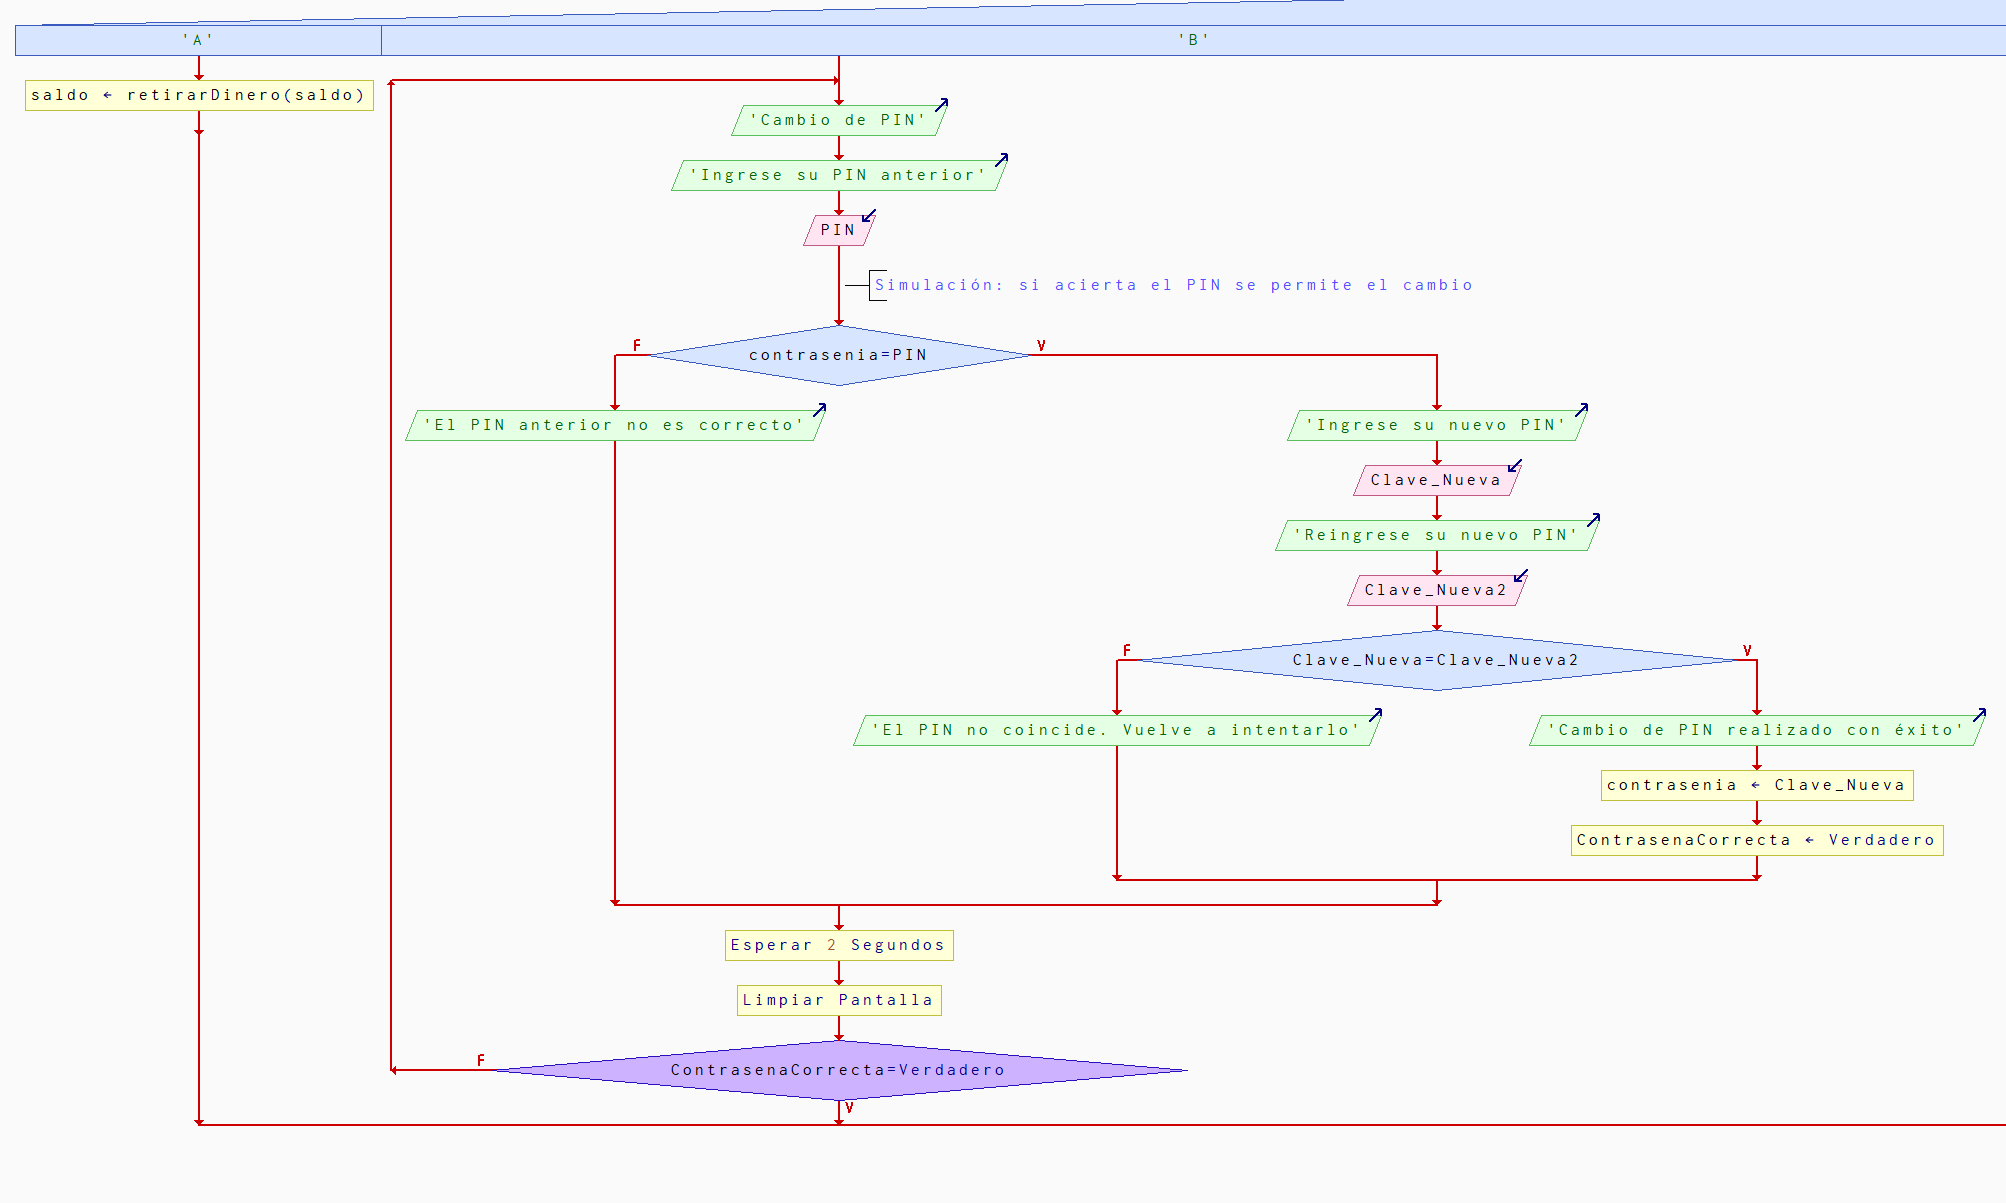 'A'
'B'
saldo ← retirarDinero(saldo)
'Cambio de PIN'
'Ingrese su PIN anterior'
PIN
Simulación: si acierta el PIN se permite el cambio
F
V
contrasenia=PIN
'El PIN anterior no es correcto'
'Ingrese su nuevo PIN'
Clave_Nueva
'Reingrese su nuevo PIN'
Clave_Nueva2
F
V
Clave_Nueva=Clave_Nueva2
'El PIN no coincide. Vuelve a intentarlo'
'Cambio de PIN realizado con éxito'
contrasenia ← Clave_Nueva
ContrasenaCorrecta ← Verdadero
Esperar 2 Segundos
Limpiar Pantalla
F
ContrasenaCorrecta=Verdadero
V